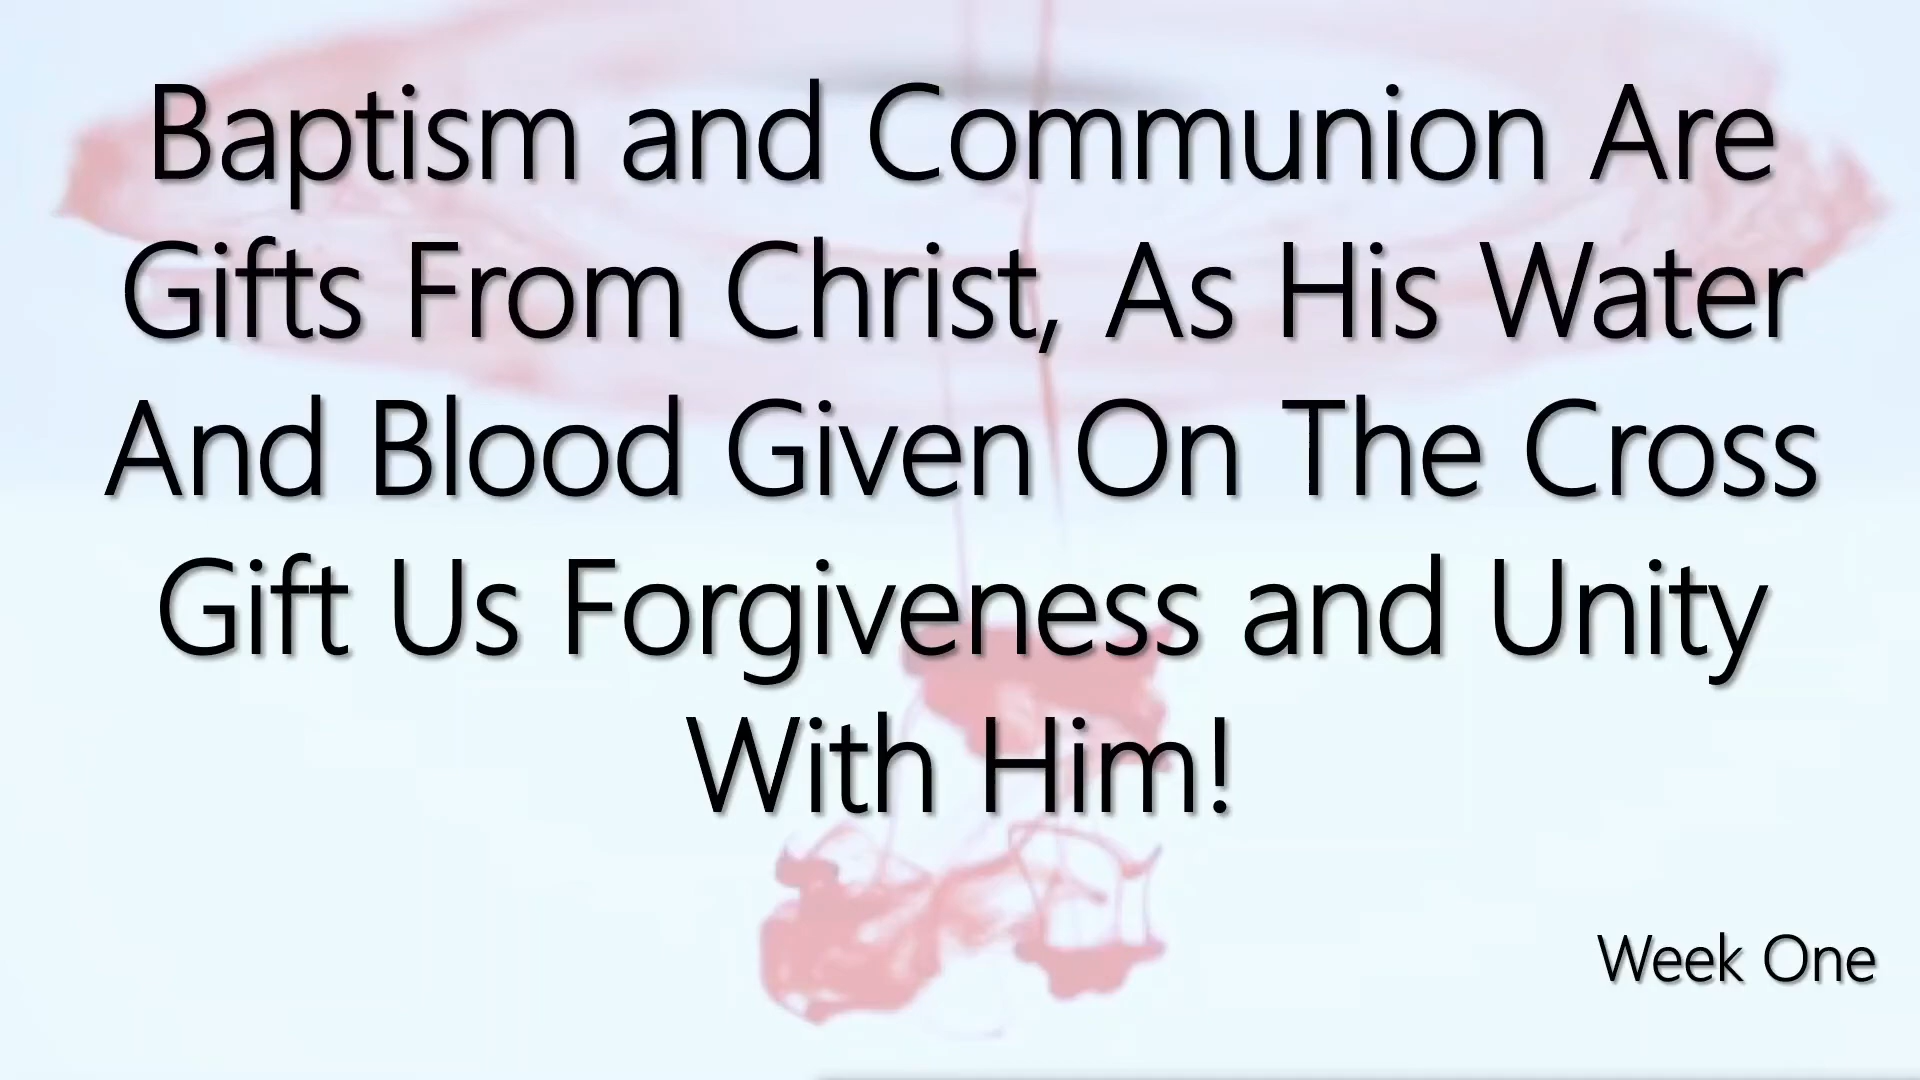 Baptism and Communion Are
Gifts From Christ, As His Water
And Blood Given On The Cross
Gift Us Forgiveness and Unity
With Him!
Week One